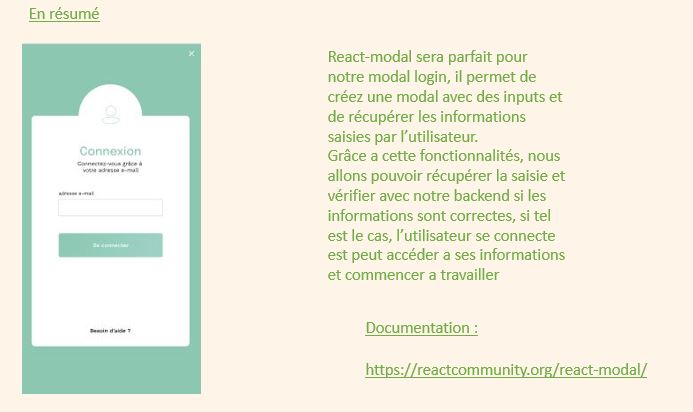 En résumé
×
Connexion
Connectez-vous grâce à
votre adresse e-mail
adresse e-mail
Se connecter
Besoin d'aide ?
React-modal sera parfait pour
notre modal login, il permet de
créez une modal avec des inputs et
de récupérer les informations
saisies par l’utilisateur.
Grâce a cette fonctionnalités, nous
allons pouvoir récupérer la saisie et
vérifier avec notre backend si les
informations sont correctes, si tel
est le cas, l’utilisateur se connecte
est peut accéder a ses informations
et commencer a travailler
Documentation :
https://reactcommunity.org/react-modal/